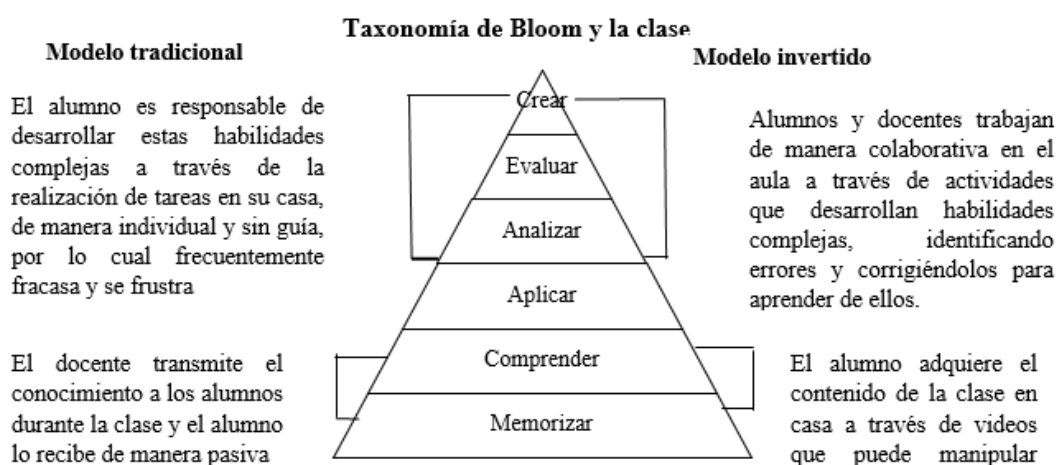 Taxonomía de Bloom y la clase
Modelo tradicional
El alumno es responsable de
desarrollar estas habilidades
complejas a través de la
realización de tareas en su casa,
de manera individual y sin guía,
por lo cual frecuentemente
fracasa y se frustra
El docente transmite el
conocimiento a los alumnos
durante la clase y el alumno
lo recibe de manera pasiva
Crear
Evaluar
Analizar
Aplicar
Comprender
Memorizar
Modelo invertido
Alumnos y docentes trabajan
de manera colaborativa en el
aula a través de actividades
que desarrollan habilidades
complejas, identificando
errores y corrigiéndolos para
aprender de ellos.
El alumno adquiere el
contenido de la clase en
casa a través de videos
que puede manipular